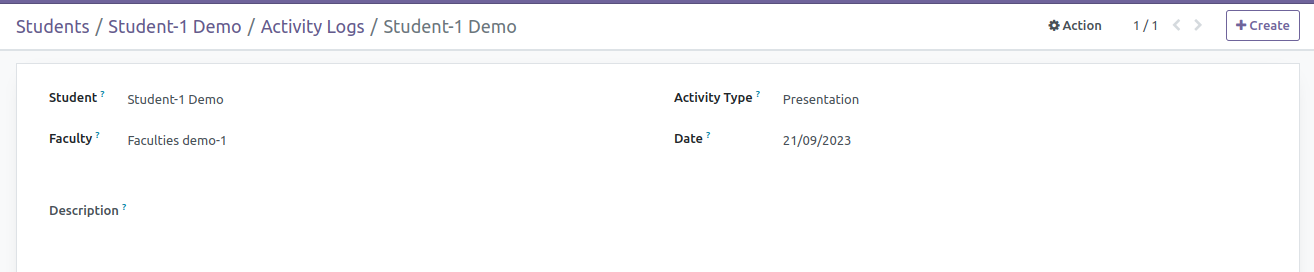 Students / Student-1 Demo / Activity Logs / Student-1 Demo
Action 1 / 1 +Create
Student ? Student-1 Demo
Activity Type ? Presentation
Faculty ? Faculties demo-1
Date ? 21/09/2023
Description ?